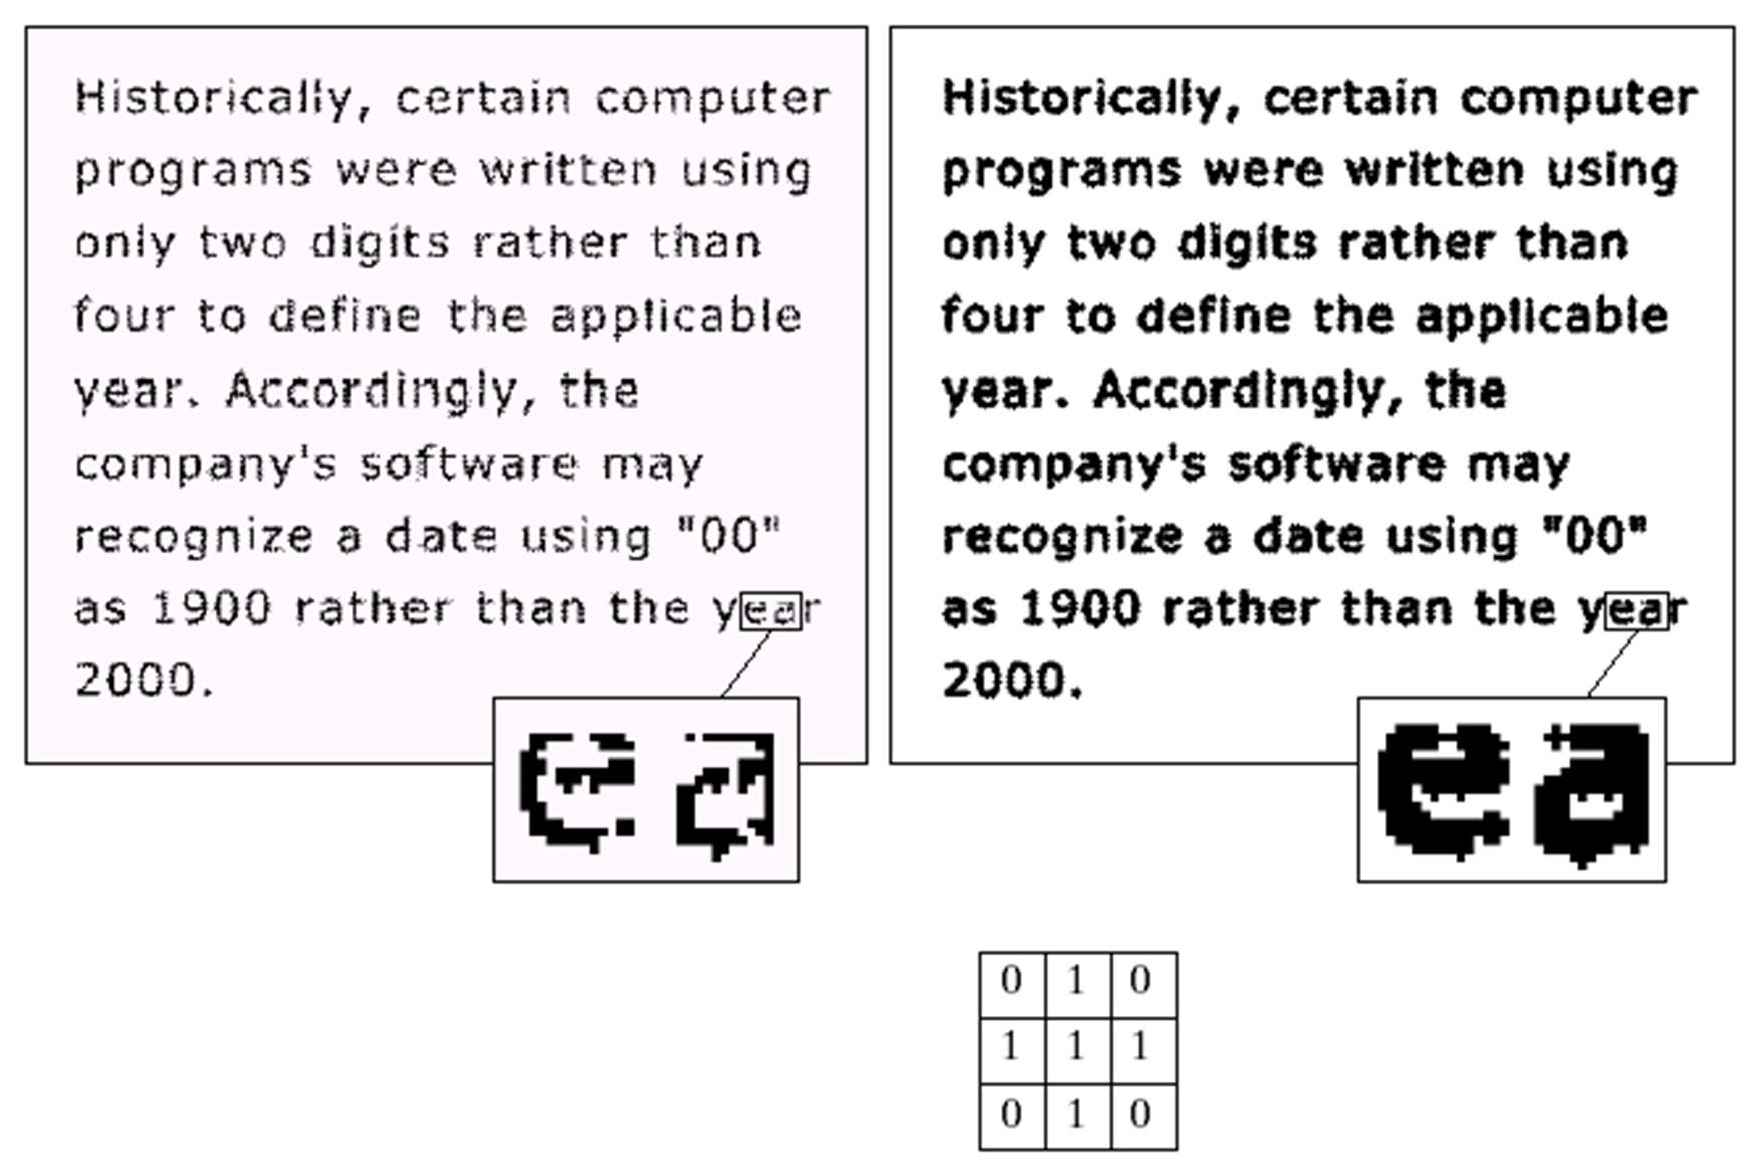 Historically, certain computer
programs were written using
only two digits rather than
four to define the applicable
year. Accordingly, the
company's software may
recognize a date using "00"
as 1900 rather than the year
2000.
ea
Historically, certain computer
programs were written using
only two digits rather than
four to define the applicable
year. Accordingly, the
company's software may
recognize a date using "00"
as 1900 rather than the year
2000.
ea
0 1 0
1 1 1
0 1 0